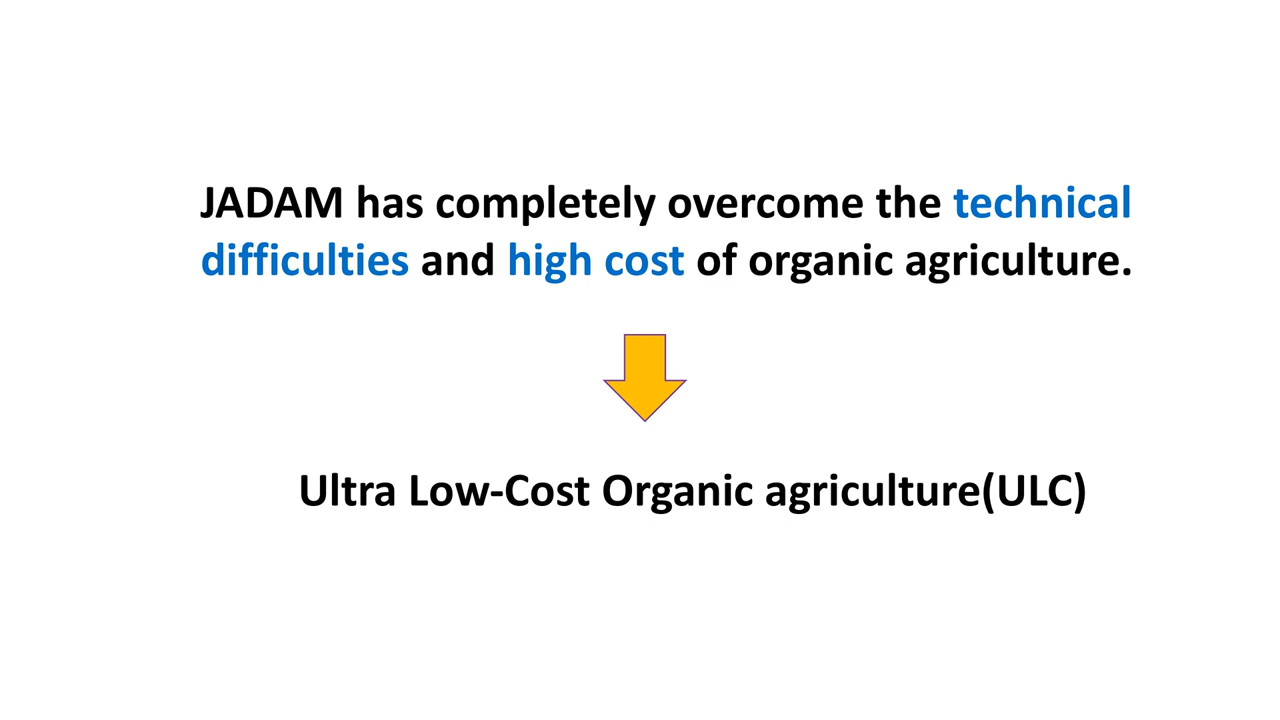 JADAM has completely overcome the technical
difficulties and high cost of organic agriculture.
Ultra Low-Cost Organic agriculture(ULC)